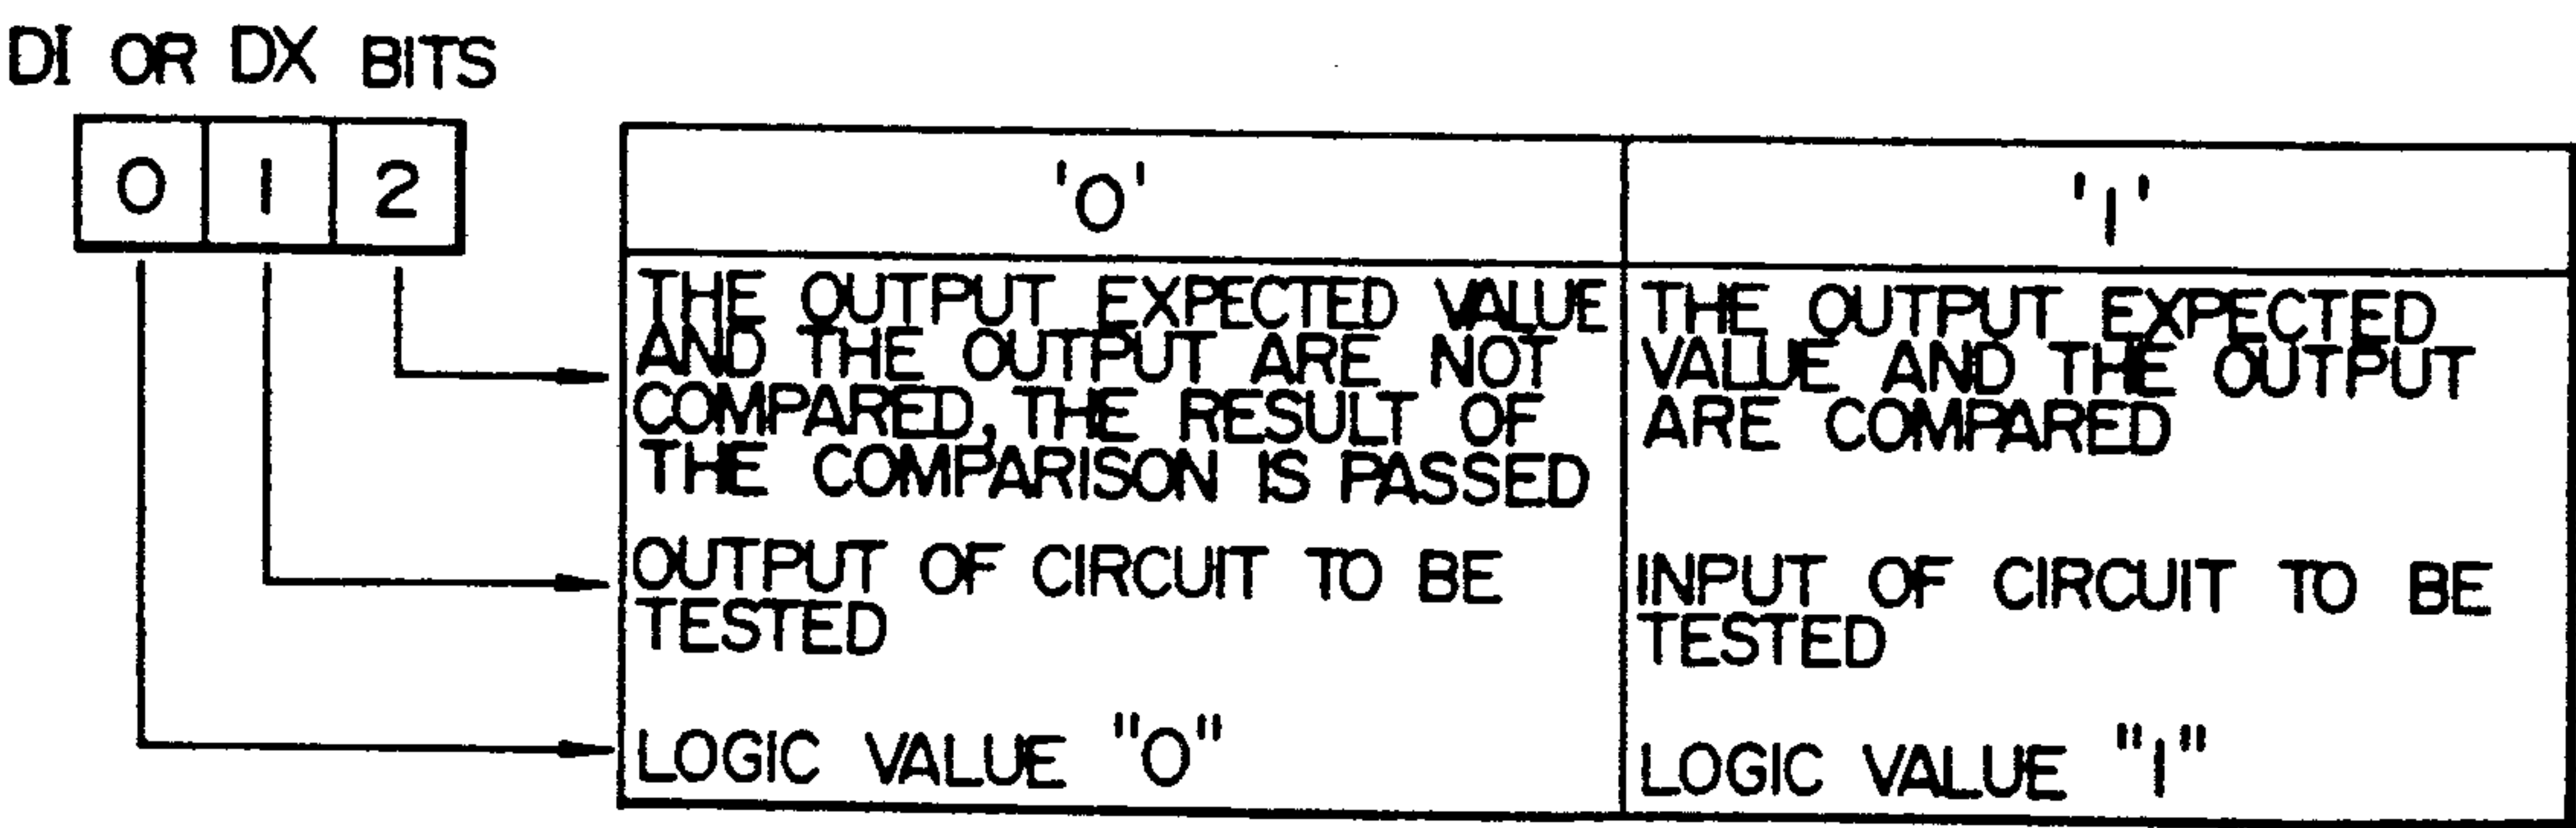 DI OR DX BITS
0 1 2
'0' '1'
THE OUTPUT EXPECTED VALUE
AND THE OUTPUT ARE NOT
COMPARED, THE RESULT OF
THE COMPARISON IS PASSED
THE OUTPUT EXPECTED
VALUE AND THE OUTPUT
ARE COMPARED
OUTPUT OF CIRCUIT TO BE
TESTED
INPUT OF CIRCUIT TO BE
TESTED
LOGIC VALUE "0"
LOGIC VALUE "1"